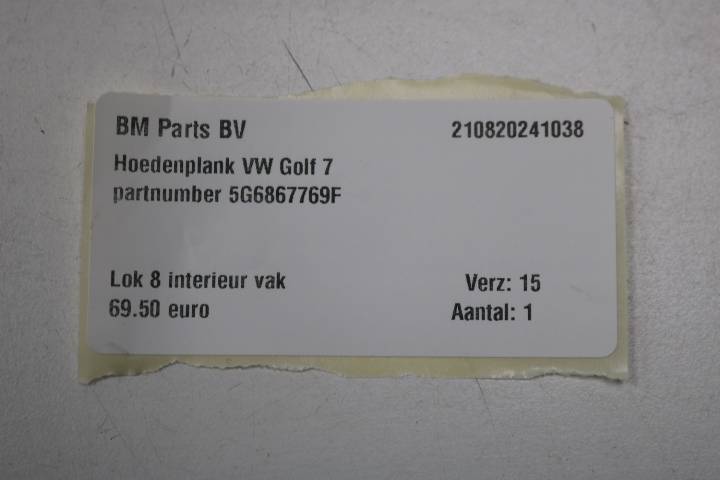 BM Parts BV 210820241038
Hoedenplank VW Golf 7
partnumber 5G6867769F
Lok 8 interieur vak Verz: 15
69.50 euro Aantal: 1